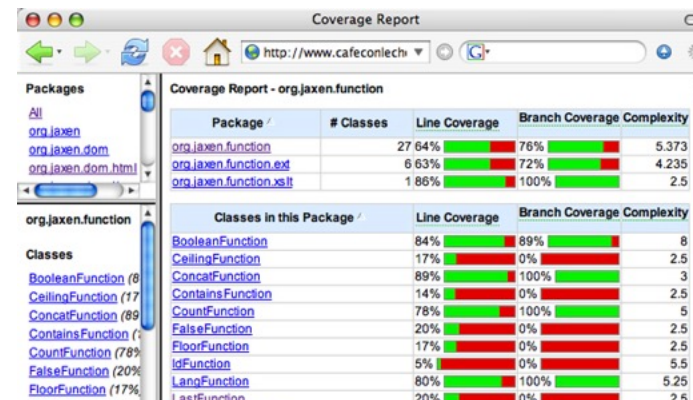 Coverage Report
http://www.cafeconlech
G
Packages
All
org.jaxen
org.jaxen.dom
org.jaxen.dom.html
org.jaxen.function
Classes
BooleanFunction (8
CeilingFunction (17
ConcatFunction (89
ContainsFunction (
CountFunction (78%
FalseFunction (20%
FloorFunction (17%
Coverage Report - org.jaxen.function
Package # Classes Line Coverage Branch Coverage Complexity
org.jaxen.function 27 64% 76% 5.373
org.jaxen.function.ext 6 63% 72% 4.235
org.jaxen.function.xslt 1 86% 100% 2.5
Classes in this Package Line Coverage Branch Coverage Complexity
BooleanFunction 84% 89% 8
CeilingFunction 17% 0% 2.5
ConcatFunction 89% 100% 3
ContainsFunction 14% 0% 2.5
CountFunction 78% 100% 5
FalseFunction 20% 0% 2.5
FloorFunction 17% 0% 2.5
IdFunction 5% 0% 5.5
LangFunction 80% 100% 5.25
LastFunction 20% 0% 2.5